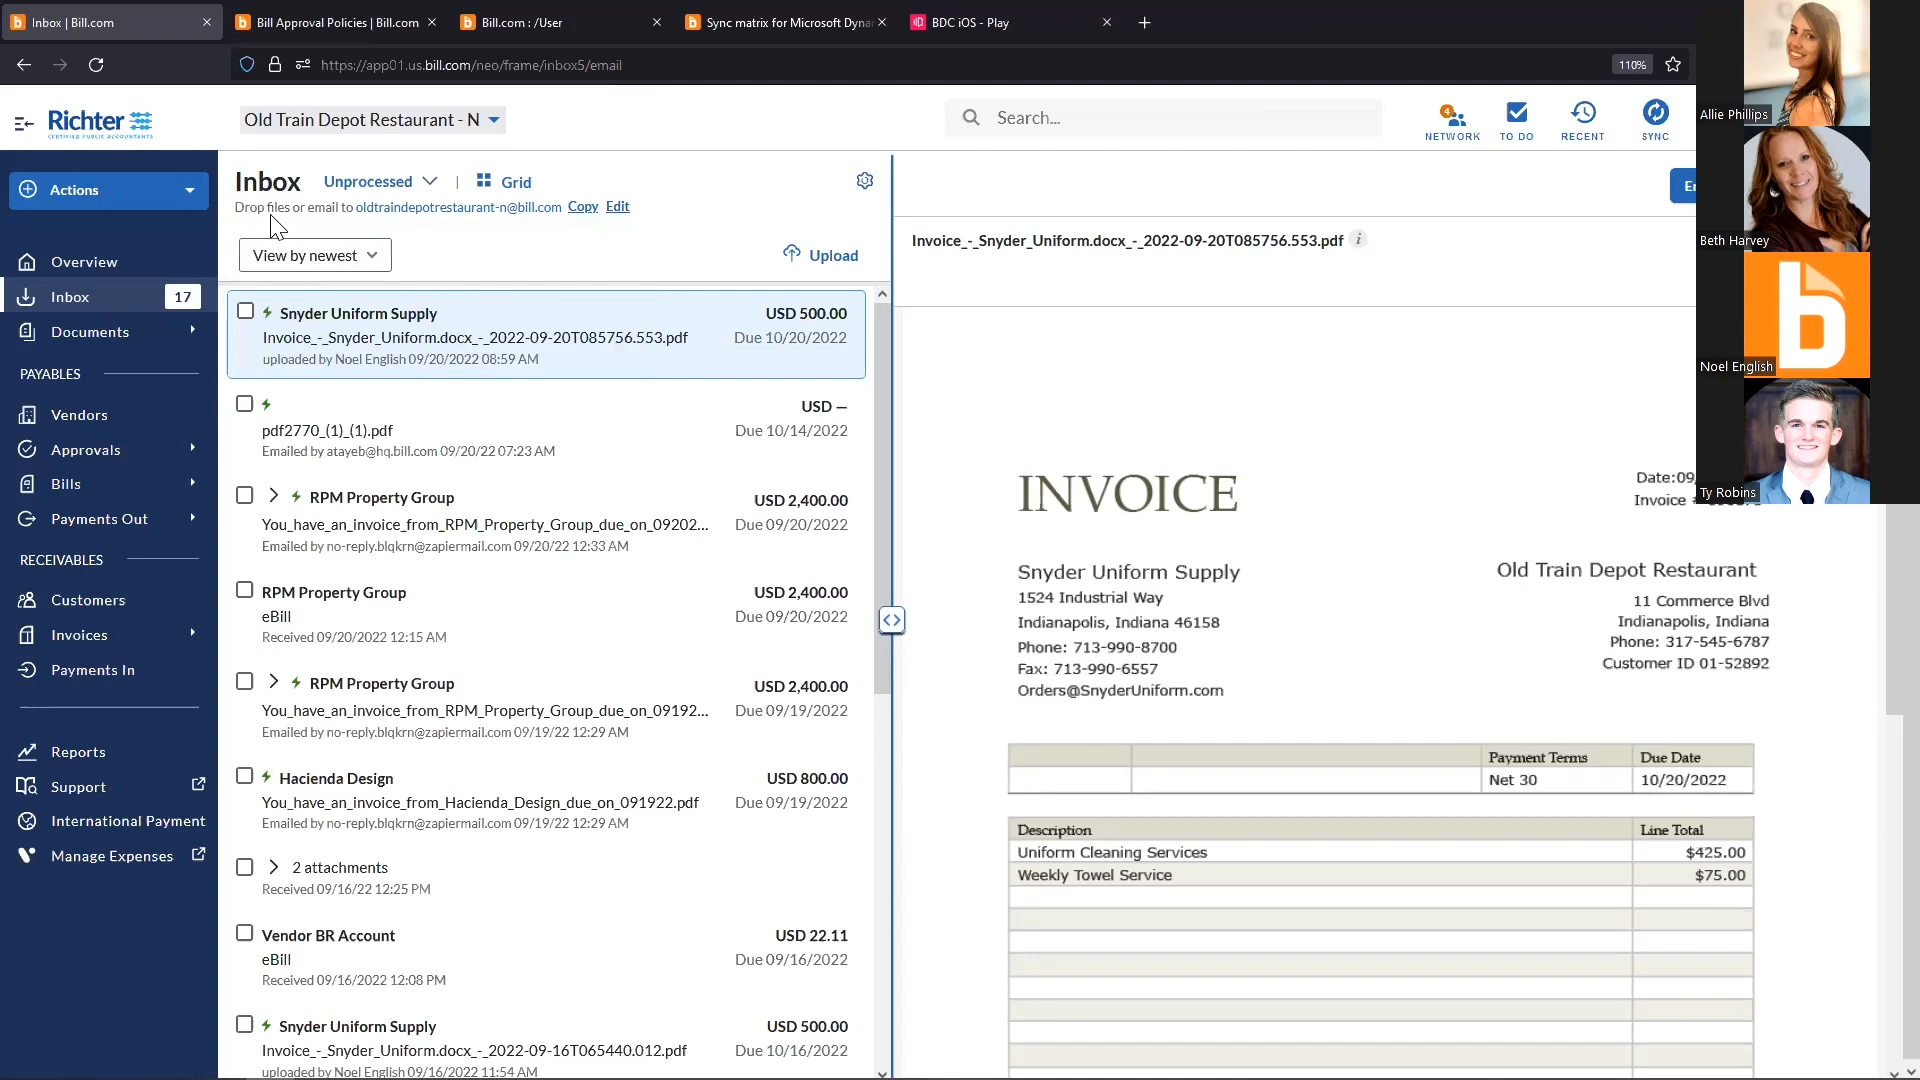 Inbox | Bill.com
Bill Approval Policies | Bill.com
Bill.com : /User
Sync matrix for Microsoft Dyna
BDC iOS - Play
https://app01.us.bill.com/neo/frame/inbox5/email
110%
Richter
CERTIFIED PUBLIC ACCOUNTANTS
Old Train Depot Restaurant - N
Search...
4
NETWORK
TO DO
RECENT
SYNC
Allie Phillips
Beth Harvey
Noel English
Ty Robins
Actions
Overview
Inbox
17
Documents
PAYABLES
Vendors
Approvals
Bills
Payments Out
RECEIVABLES
Customers
Invoices
Payments In
Reports
Support
International Payment
Manage Expenses
Inbox
Unprocessed
|
Grid
Drop files or email to oldtraindepotrestaurant-n@bill.com Copy Edit
View by newest
Upload
Snyder Uniform Supply USD 500.00
Invoice_-_Snyder_Uniform.docx_-_2022-09-20T085756.553.pdf Due 10/20/2022
uploaded by Noel English 09/20/2022 08:59 AM
USD —
pdf2770_(1)_(1).pdf Due 10/14/2022
Emailed by atayeb@hq.bill.com 09/20/22 07:23 AM
RPM Property Group USD 2,400.00
You_have_an_invoice_from_RPM_Property_Group_due_on_09202... Due 09/20/2022
Emailed by no-reply.blqkrn@zapiermail.com 09/20/22 12:33 AM
RPM Property Group USD 2,400.00
eBill Due 09/20/2022
Received 09/20/2022 12:15 AM
RPM Property Group USD 2,400.00
You_have_an_invoice_from_RPM_Property_Group_due_on_09192... Due 09/19/2022
Emailed by no-reply.blqkrn@zapiermail.com 09/19/22 12:29 AM
Hacienda Design USD 800.00
You_have_an_invoice_from_Hacienda_Design_due_on_091922.pdf Due 09/19/2022
Emailed by no-reply.blqkrn@zapiermail.com 09/19/22 12:29 AM
2 attachments
Received 09/16/22 12:25 PM
Vendor BR Account USD 22.11
eBill Due 09/16/2022
Received 09/16/2022 12:08 PM
Snyder Uniform Supply USD 500.00
Invoice_-_Snyder_Uniform.docx_-_2022-09-16T065440.012.pdf Due 10/16/2022
uploaded by Noel English 09/16/2022 11:54 AM
Invoice_-_Snyder_Uniform.docx_-_2022-09-20T085756.553.pdf
INVOICE
Date:09
Invoice
Snyder Uniform Supply
1524 Industrial Way
Indianapolis, Indiana 46158
Phone: 713-990-8700
Fax: 713-990-6557
Orders@SnyderUniform.com
Old Train Depot Restaurant
11 Commerce Blvd
Indianapolis, Indiana
Phone: 317-545-6787
Customer ID 01-52892
Payment Terms Due Date
Net 30 10/20/2022
Description Line Total
Uniform Cleaning Services $425.00
Weekly Towel Service $75.00